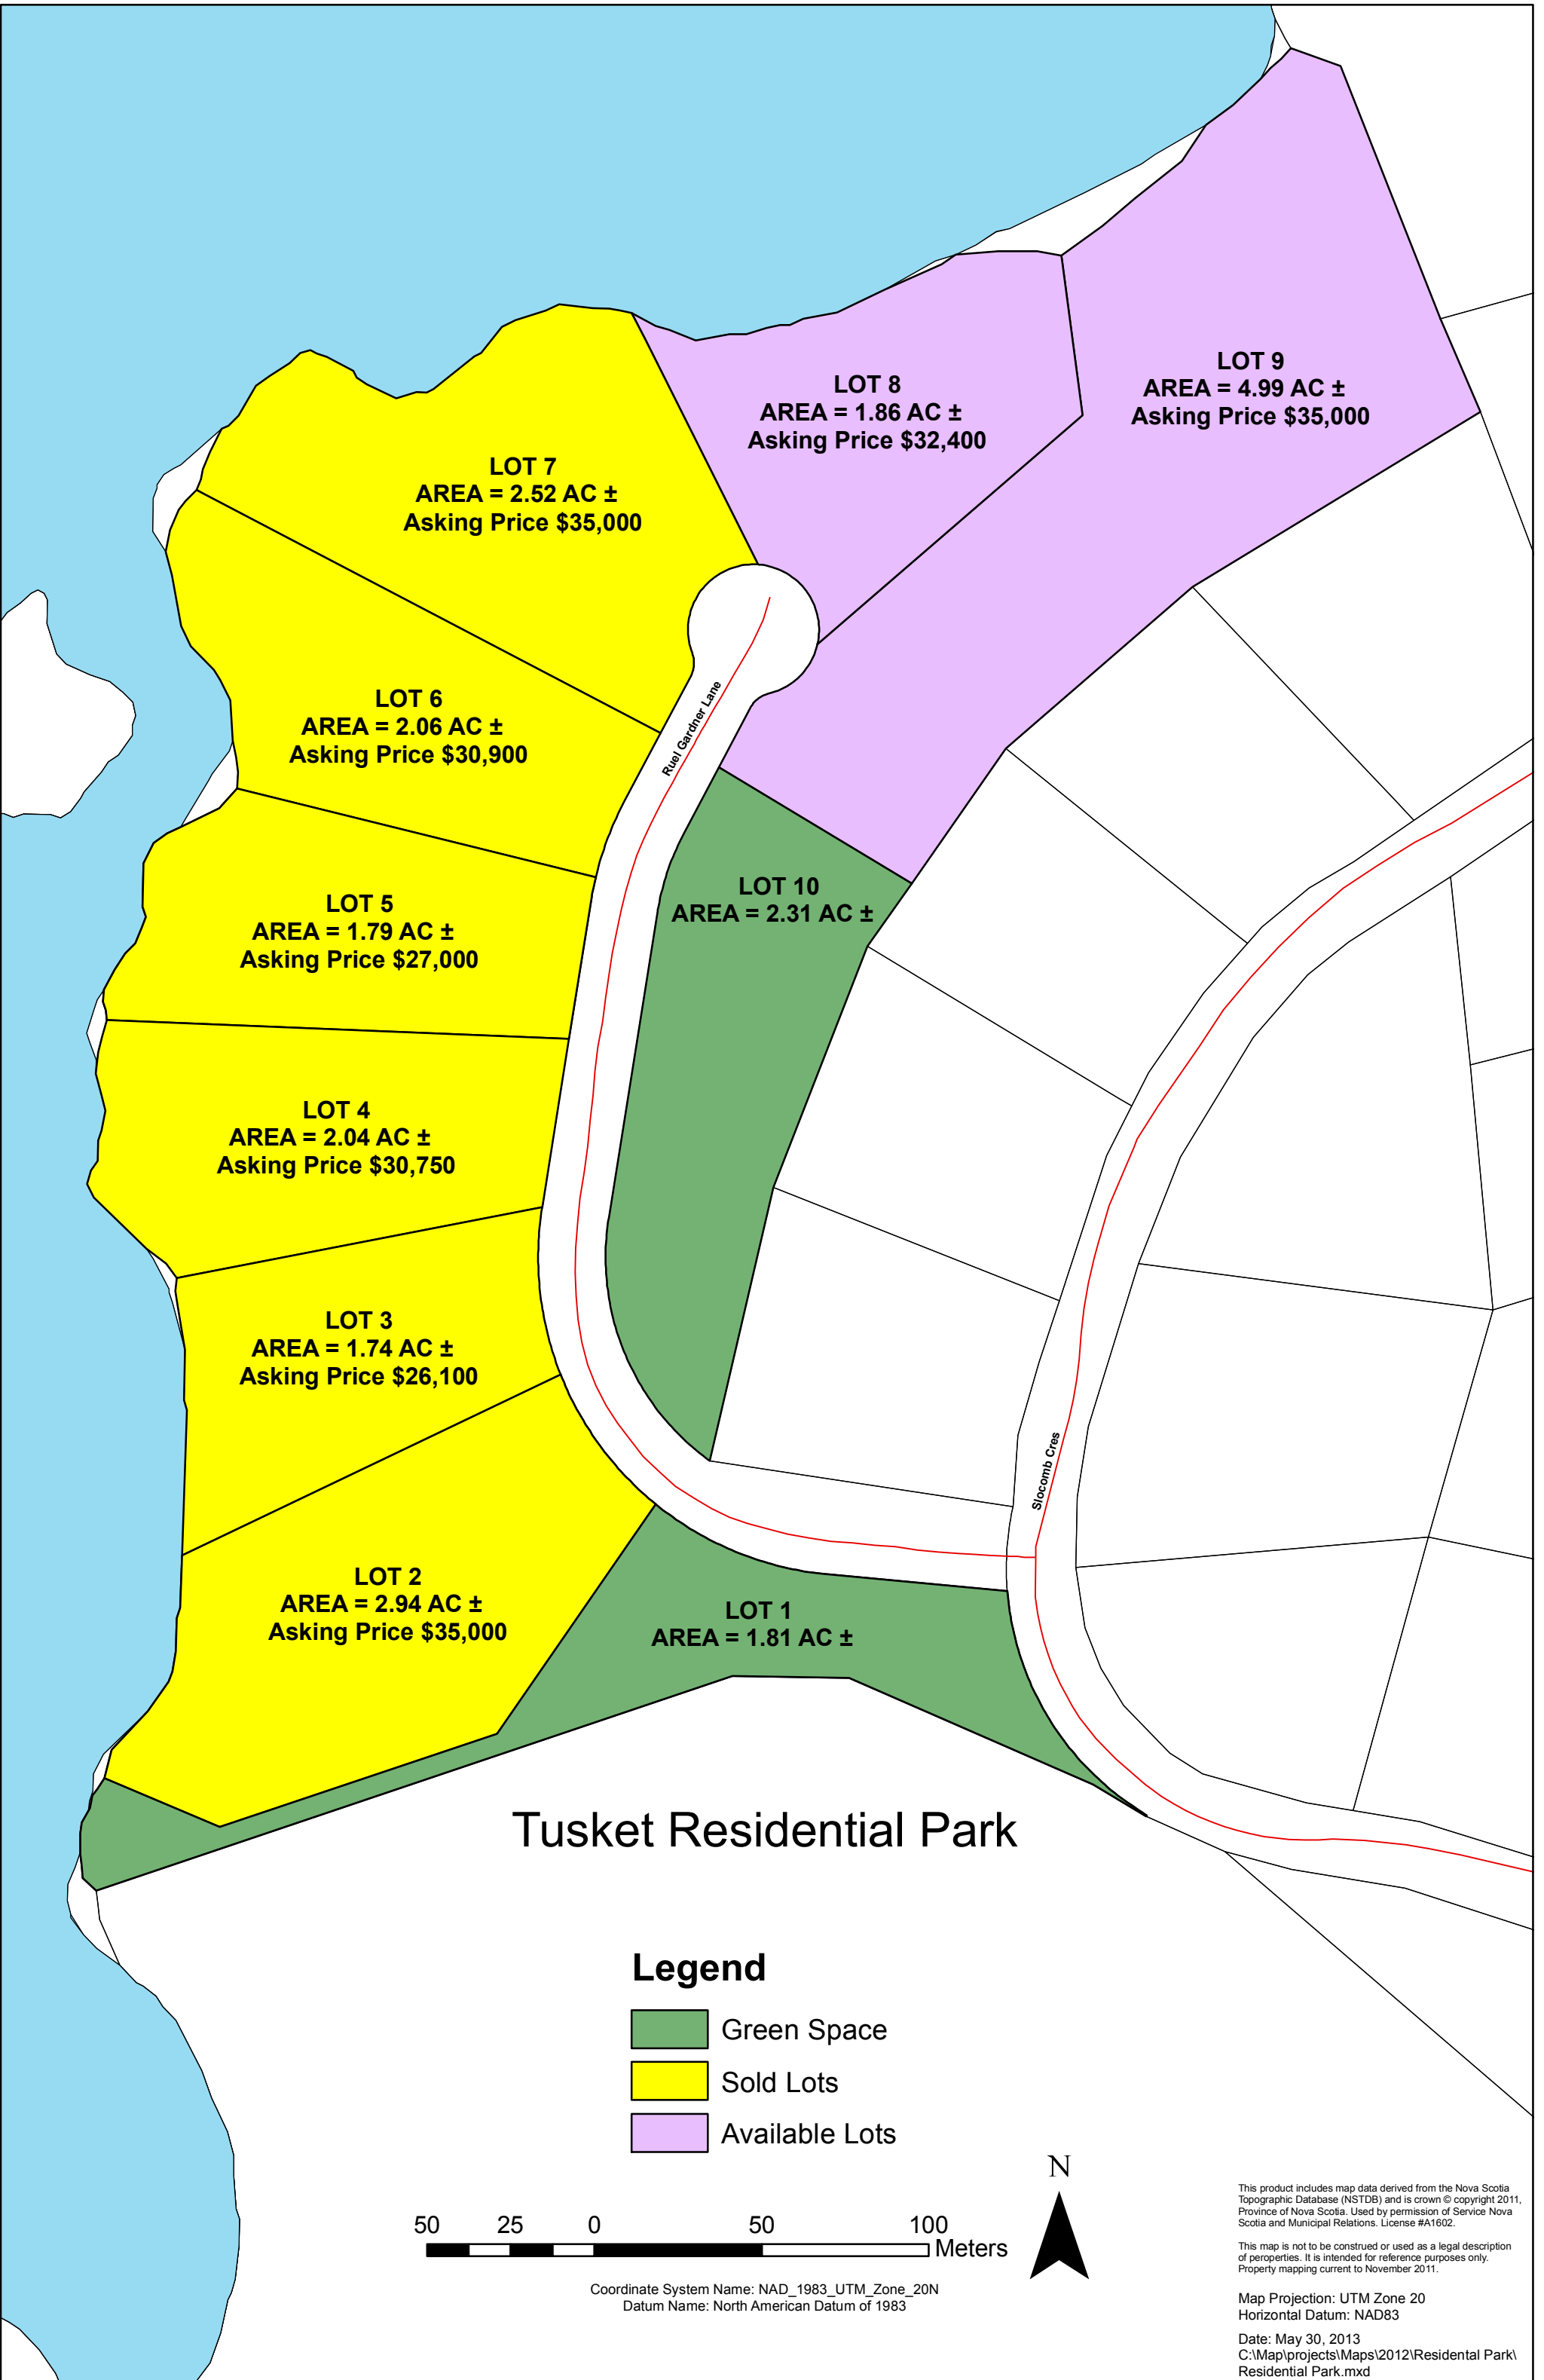 LOT 9
AREA = 4.99 AC ±
Asking Price $35,000
LOT 8
AREA = 1.86 AC ±
Asking Price $32,400
LOT 7
AREA = 2.52 AC ±
Asking Price $35,000
LOT 6
AREA = 2.06 AC ±
Asking Price $30,900
Ruel Gardner Lane
LOT 10
AREA = 2.31 AC ±
LOT 5
AREA = 1.79 AC ±
Asking Price $27,000
LOT 4
AREA = 2.04 AC ±
Asking Price $30,750
LOT 3
AREA = 1.74 AC ±
Asking Price $26,100
Slocomb Cres
LOT 2
AREA = 2.94 AC ±
Asking Price $35,000
LOT 1
AREA = 1.81 AC ±
Tusket Residential Park
Legend
Green Space
Sold Lots
Available Lots
N
50 25 0 50 100
Meters
Coordinate System Name: NAD_1983_UTM_Zone_20N
Datum Name: North American Datum of 1983
This product includes map data derived from the Nova Scotia
Topographic Database (NSTDB) and is crown © copyright 2011,
Province of Nova Scotia. Used by permission of Service Nova
Scotia and Municipal Relations. License #A1602.
This map is not to be construed or used as a legal description
of peroperties. It is intended for reference purposes only.
Property mapping current to November 2011.
Map Projection: UTM Zone 20
Horizontal Datum: NAD83
Date: May 30, 2013
C:\Map\projects\Maps\2012\Residental Park\
Residential Park.mxd